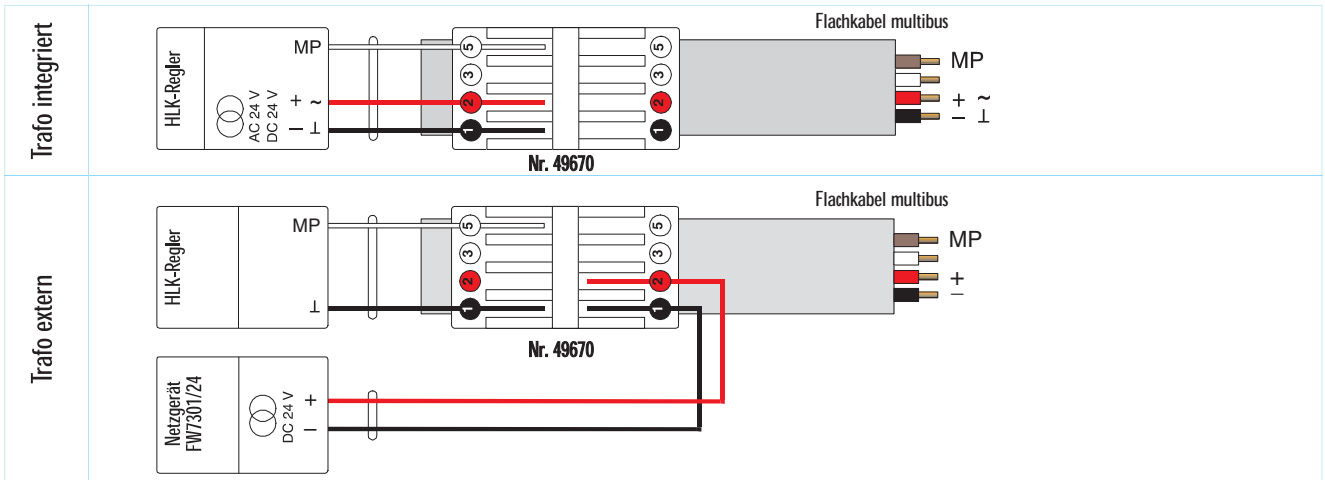 Trafo integriert
HLK-Regler
AC 24 V
DC 24 V
MP
+ ~
– ⊥
5
3
2
1
5
3
2
1
Nr. 49670
Flachkabel multibus
MP
+ ~
– ⊥
Trafo extern
HLK-Regler
MP
⊥
5
3
2
1
5
3
2
1
Nr. 49670
Flachkabel multibus
MP
+
–
Netzgerät
FW7301/24
DC 24 V
+
–